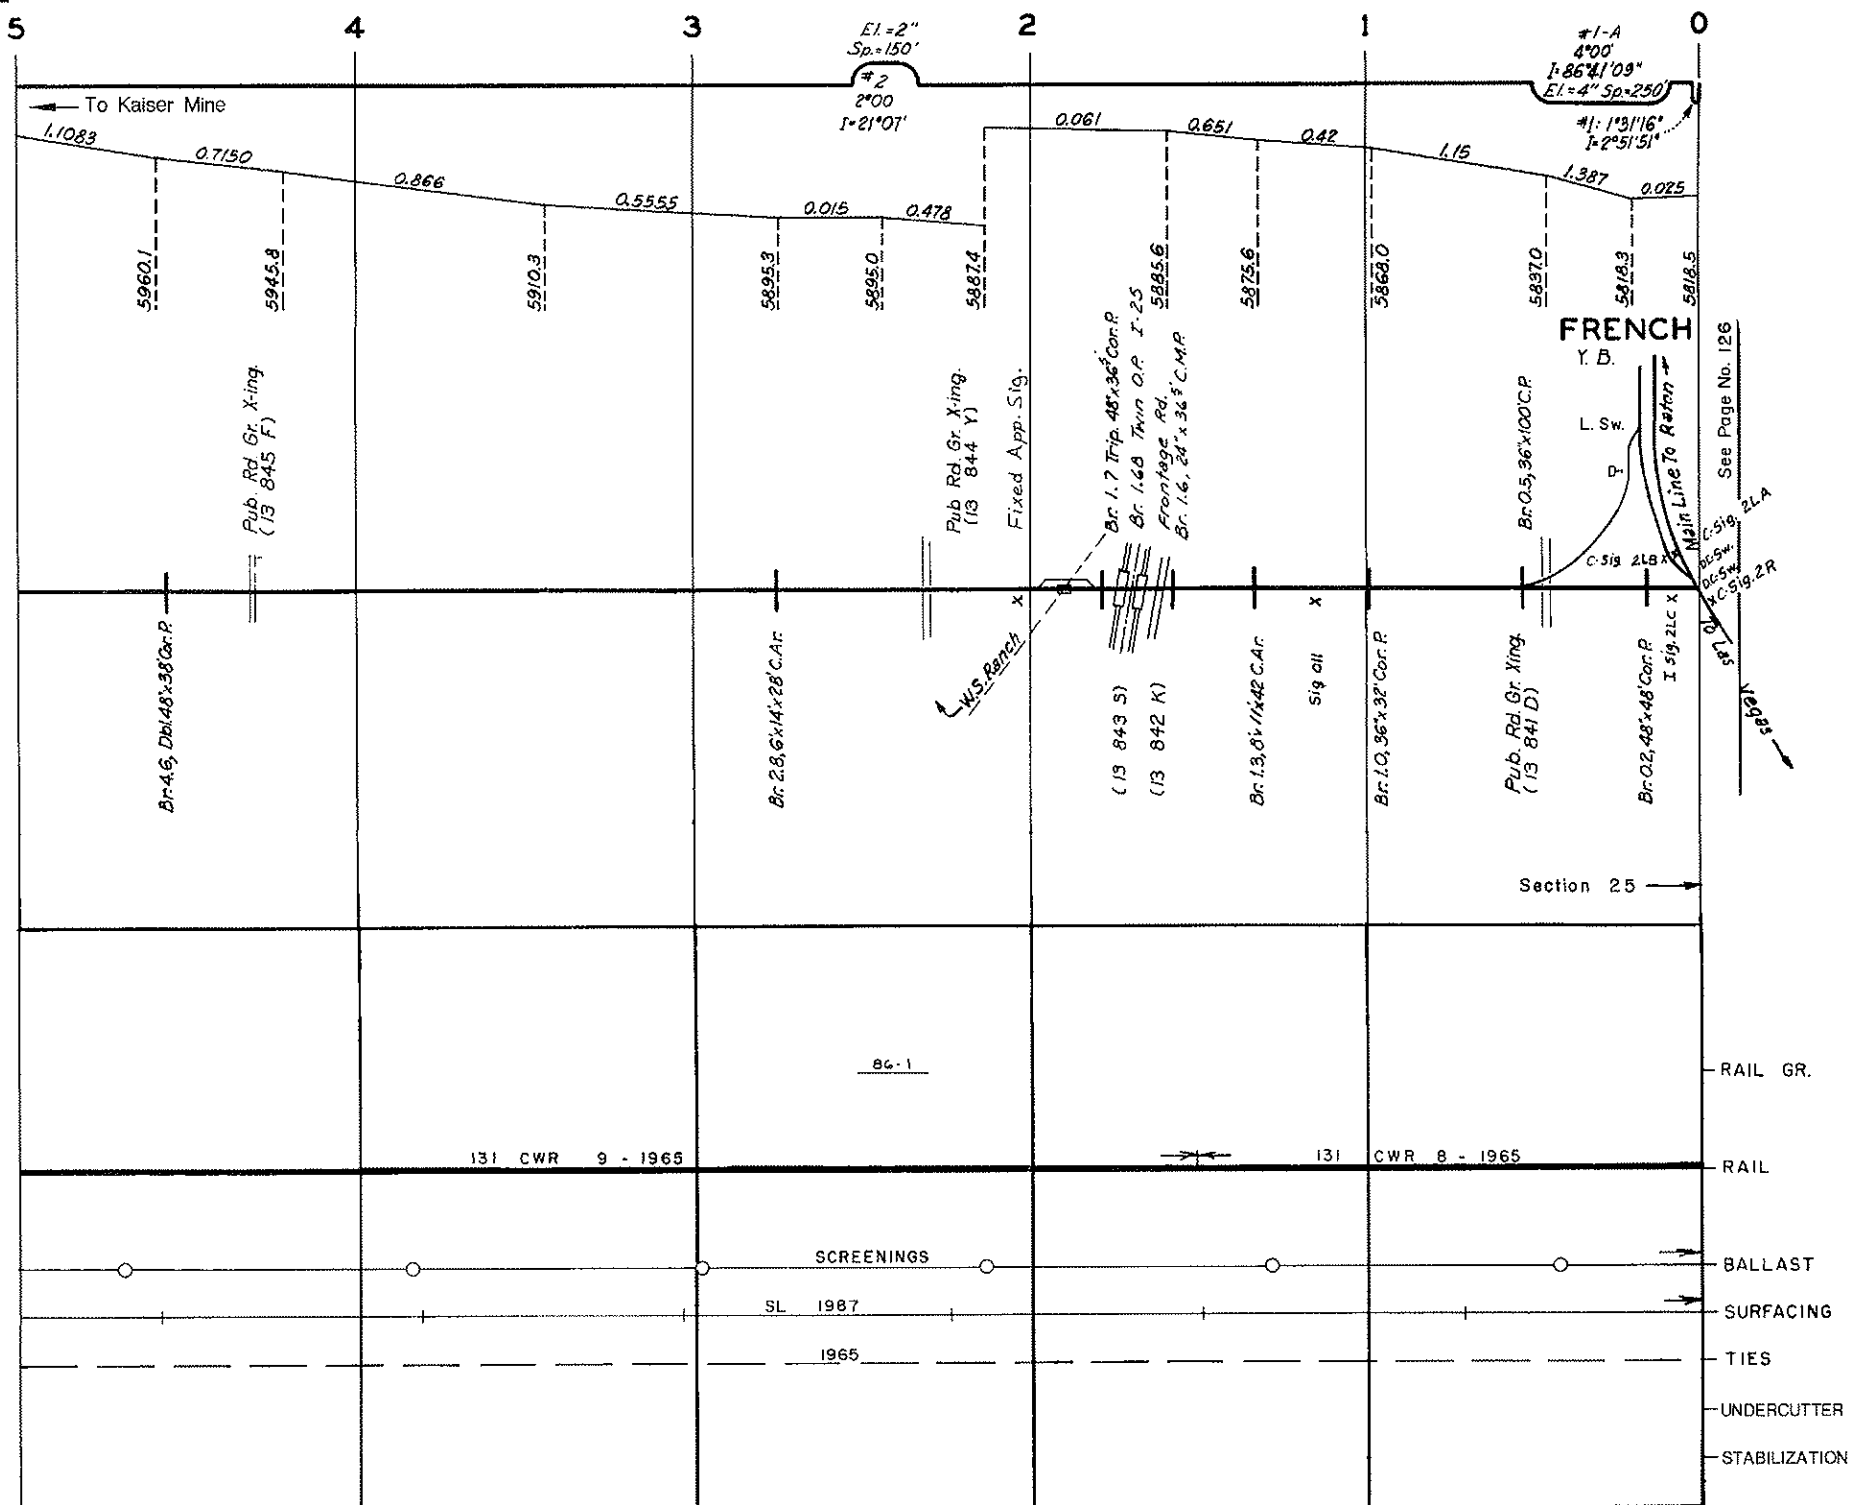 5 4 3 2 1 0
El.=2"
Sp.=150'
#2
2°00
I=21°07'
#1-A
4°00'
I=86°41'09"
El.=4" Sp.=250'
#1: 1°31'16"
I=2°51'51"
To Kaiser Mine
1.1083 0.7150 0.866 0.5555 0.015 0.478 0.061 0.651 0.42 1.15 1.387 0.025
5960.1 5945.8 5910.3 5895.3 5895.0 5887.4 5885.6 5875.6 5868.0 5837.0 5818.3 5818.5
FRENCH
Y. B.
L. Sw.
D
Main Line To Raton
See Page No. 126
C-Sig. 2LA
DC-Sw.
DC-Sw.
C-Sig. 2R
C-Sig. 2LB X
I Sig. 2LC X
To Las Vegas
Pub. Rd. Gr. X-ing.
(13 845 F)
Pub Rd. Gr. X-ing.
(13 844 Y)
Fixed App. Sig.
Br. 1.7 Trip. 48"x36⁵' Cor. P.
Br. 1.68 Twin O.P. I-25
Frontage Rd.
Br. 1.6, 24" x 36⁵' C.M.P.
Br. 0.5, 36"x100' C.P.
X
X
W.S. Ranch
Br. 4.6, Dbl. 48"x38' Cor. P.
Br. 2.8, 6'x14'x28' C. Ar.
(13 843 S)
(13 842 K)
Br. 1.3, 8'x11'x42' C. Ar.
Sig 011
Br. 1.0, 36"x32' Cor. P.
Pub. Rd. Gr. Xing.
(13 841 D)
Br. 0.2, 48"x48' Cor. P.
Section 25
86-1
RAIL GR.
131 CWR 9 - 1965
131 CWR 8 - 1965
RAIL
SCREENINGS
BALLAST
SL 1987
SURFACING
1965
TIES
UNDERCUTTER
STABILIZATION